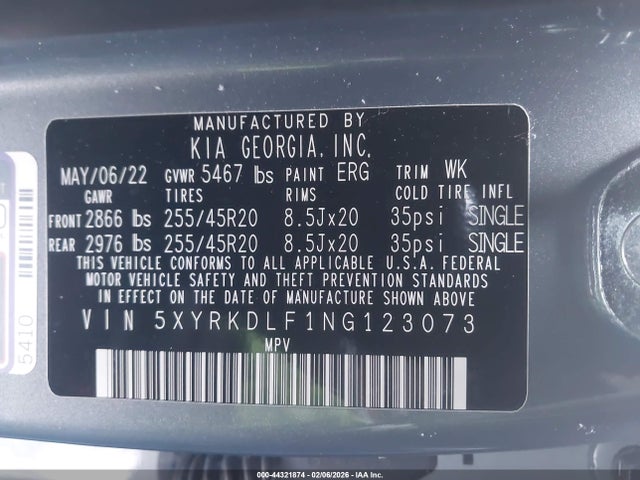 MANUFACTURED BY
KIA GEORGIA, INC.
MAY/06/22 GVWR 5467 lbs PAINT ERG TRIM WK
GAWR TIRES RIMS COLD TIRE INFL
FRONT 2866 lbs 255/45R20 8.5Jx20 35psi SINGLE
REAR 2976 lbs 255/45R20 8.5Jx20 35psi SINGLE
THIS VEHICLE CONFORMS TO ALL APPLICABLE U.S.A. FEDERAL
MOTOR VEHICLE SAFETY AND THEFT PREVENTION STANDARDS
IN EFFECT ON THE DATE OF MANUFACTURE SHOWN ABOVE.
VIN 5XYRKDLF1NG123073
MPV
5410
000-44321874 - 02/06/2026 - IAA Inc.